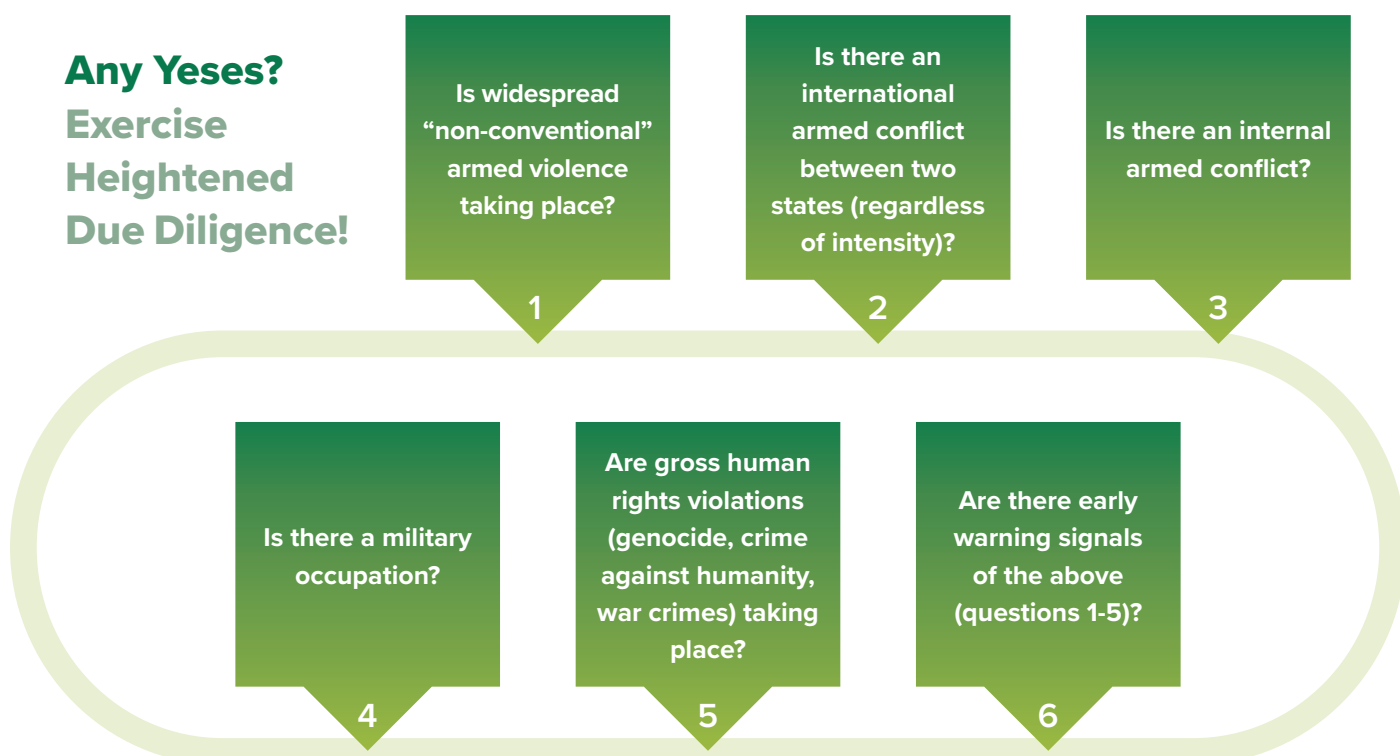 Any Yeses?
Exercise
Heightened
Due Diligence!
Is widespread
“non-conventional”
armed violence
taking place?
1
Is there an
international
armed conflict
between two
states (regardless
of intensity)?
2
Is there an internal
armed conflict?
3
Is there a military
occupation?
4
Are gross human
rights violations
(genocide, crime
against humanity,
war crimes) taking
place?
5
Are there early
warning signals
of the above
(questions 1-5)?
6